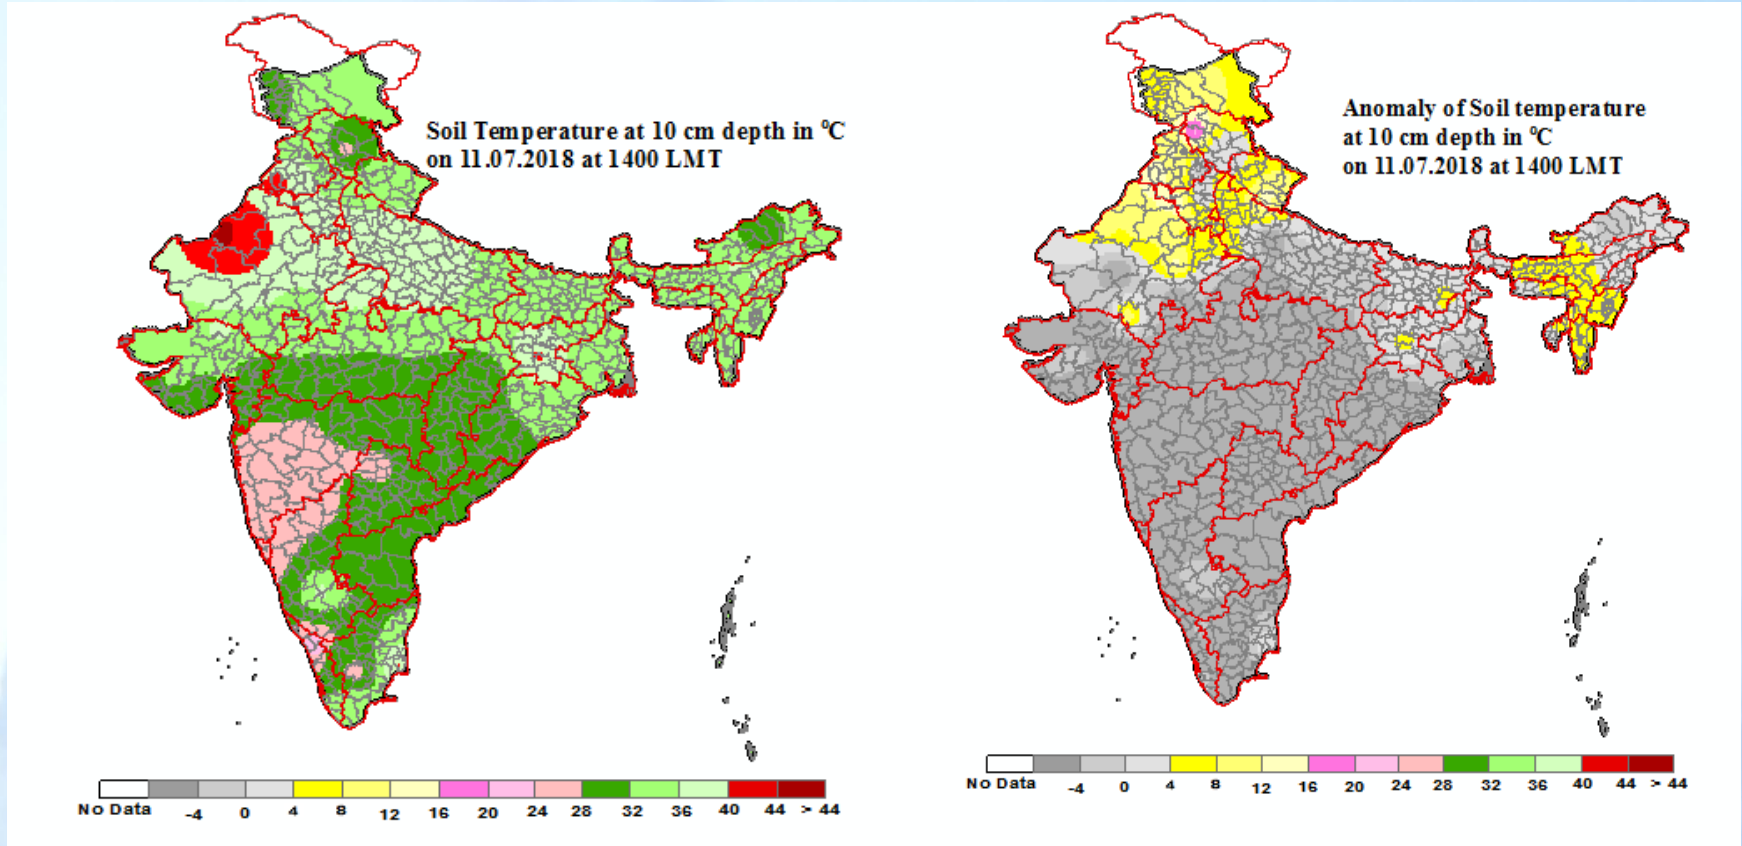 Soil Temperature at 10 cm depth in ⁰C
on 11.07.2018 at 1400 LMT
Anomaly of Soil temperature
at 10 cm depth in ⁰C
on 11.07.2018 at 1400 LMT
No Data -4 0 4 8 12 16 20 24 28 32 36 40 44 > 44
No Data -4 0 4 8 12 16 20 24 28 32 36 40 44 > 44